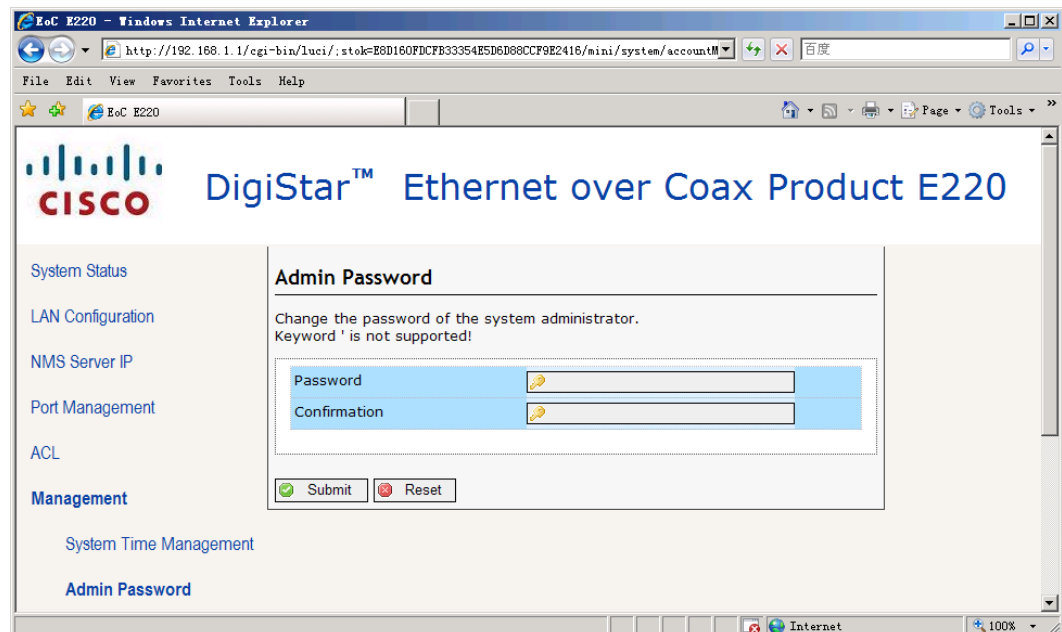 EoC E220 - Windows Internet Explorer
http://192.168.1.1/cgi-bin/luci/;stok=E8D160FDCFB33354E5D6D88CCF9E2416/mini/system/accountM
百度
File Edit View Favorites Tools Help
EoC E220
Page Tools »
CISCO
DigiStar™ Ethernet over Coax Product E220
System Status
LAN Configuration
NMS Server IP
Port Management
ACL
Management
System Time Management
Admin Password
Admin Password
Change the password of the system administrator.
Keyword ' is not supported!
Password
Confirmation
Submit Reset
Internet 100%